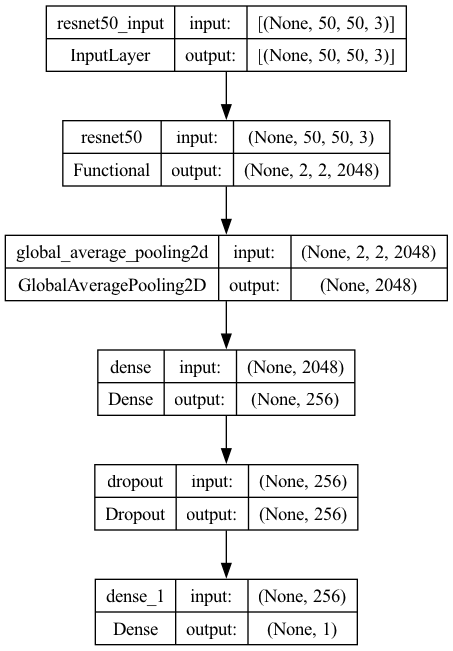 resnet50_input input: [(None, 50, 50, 3)]
InputLayer output: [(None, 50, 50, 3)]
resnet50 input: (None, 50, 50, 3)
Functional output: (None, 2, 2, 2048)
global_average_pooling2d input: (None, 2, 2, 2048)
GlobalAveragePooling2D output: (None, 2048)
dense input: (None, 2048)
Dense output: (None, 256)
dropout input: (None, 256)
Dropout output: (None, 256)
dense_1 input: (None, 256)
Dense output: (None, 1)